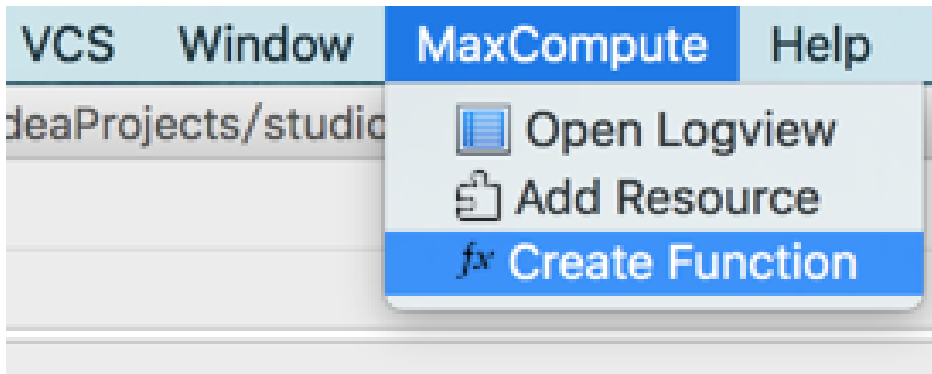 VCS Window MaxCompute Help
deaProjects/studio
Open Logview
Add Resource
fx Create Function